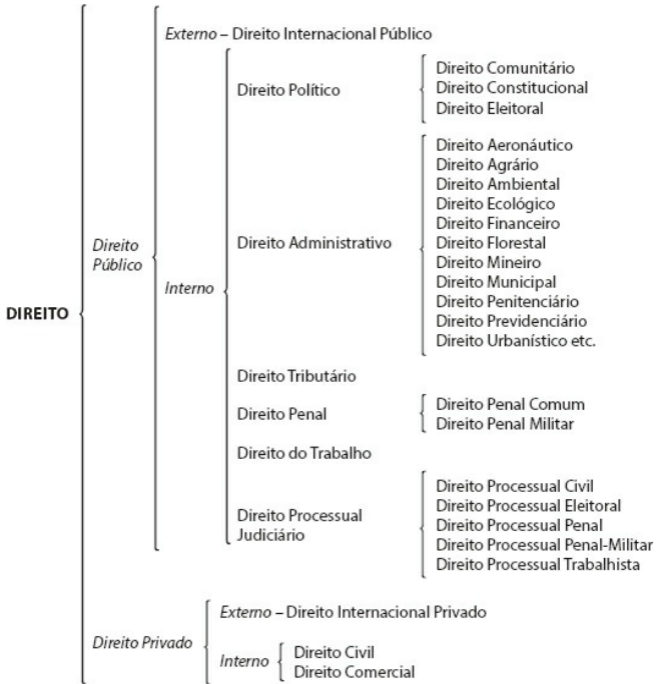 DIREITO
Direito
Público
Externo – Direito Internacional Público
Interno
Direito Político
Direito Comunitário
Direito Constitucional
Direito Eleitoral
Direito Administrativo
Direito Aeronáutico
Direito Agrário
Direito Ambiental
Direito Ecológico
Direito Financeiro
Direito Florestal
Direito Mineiro
Direito Municipal
Direito Penitenciário
Direito Previdenciário
Direito Urbanístico etc.
Direito Tributário
Direito Penal
Direito Penal Comum
Direito Penal Militar
Direito do Trabalho
Direito Processual
Judiciário
Direito Processual Civil
Direito Processual Eleitoral
Direito Processual Penal
Direito Processual Penal-Militar
Direito Processual Trabalhista
Direito Privado
Externo – Direito Internacional Privado
Interno
Direito Civil
Direito Comercial